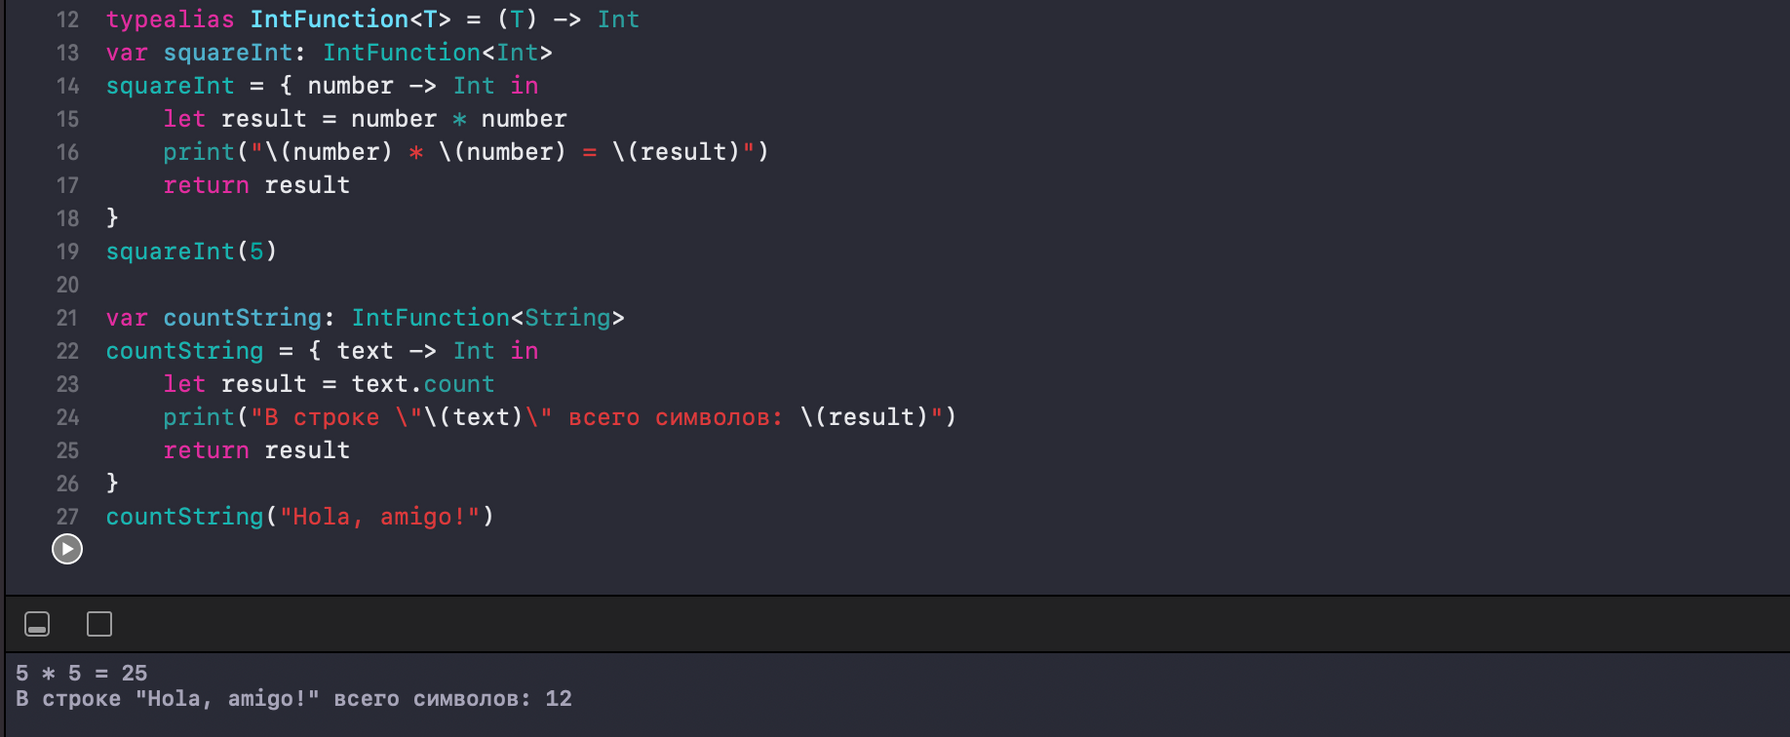 12 typealias IntFunction<T> = (T) -> Int
13 var squareInt: IntFunction<Int>
14 squareInt = { number -> Int in
15     let result = number * number
16     print("\(number) * \(number) = \(result)")
17     return result
18 }
19 squareInt(5)
20
21 var countString: IntFunction<String>
22 countString = { text -> Int in
23     let result = text.count
24     print("В строке \"\(text)\" всего символов: \(result)")
25     return result
26 }
27 countString("Hola, amigo!")
5 * 5 = 25
В строке "Hola, amigo!" всего символов: 12